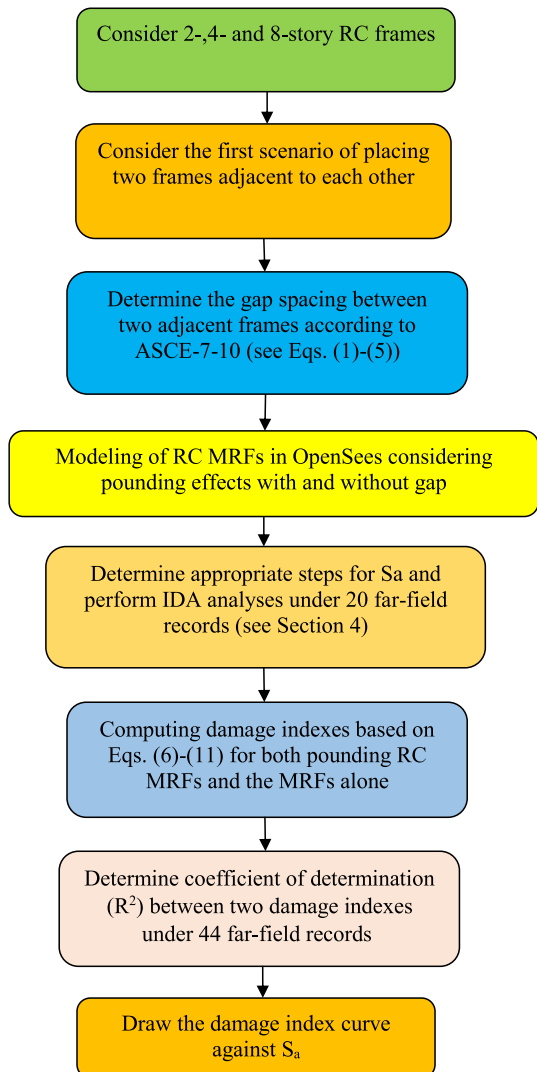 Consider 2-,4- and 8-story RC frames
Consider the first scenario of placing
two frames adjacent to each other
Determine the gap spacing between
two adjacent frames according to
ASCE-7-10 (see Eqs. (1)-(5))
Modeling of RC MRFs in OpenSees considering
pounding effects with and without gap
Determine appropriate steps for Sa and
perform IDA analyses under 20 far-field
records (see Section 4)
Computing damage indexes based on
Eqs. (6)-(11) for both pounding RC
MRFs and the MRFs alone
Determine coefficient of determination
(R²) between two damage indexes
under 44 far-field records
Draw the damage index curve
against Sₐ